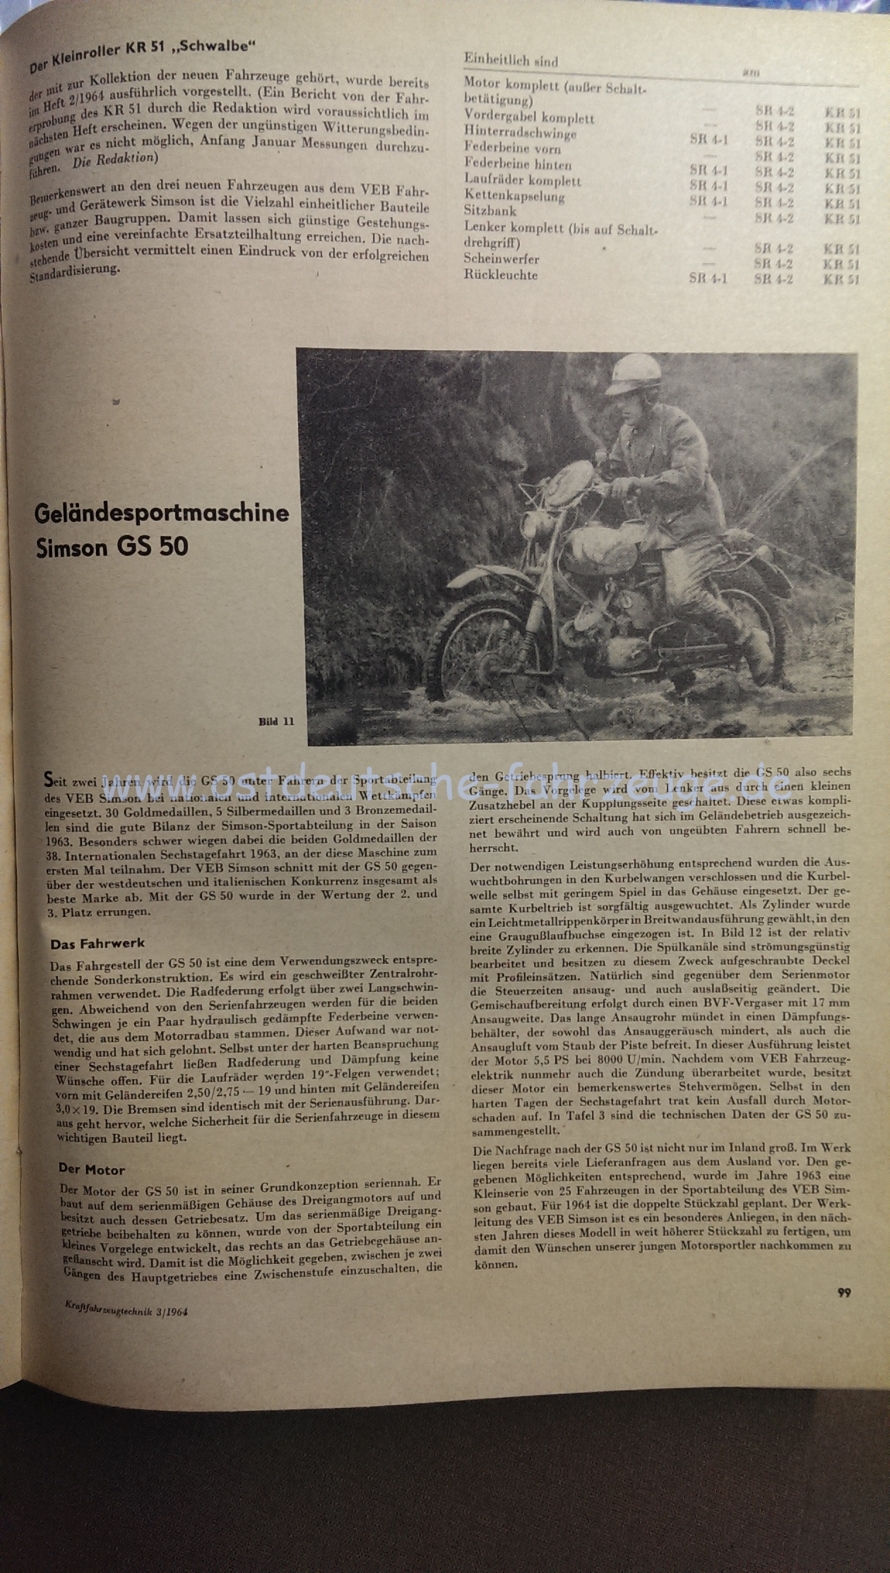 Der Kleinroller KR 51 „Schwalbe“
der mit zur Kollektion der neuen Fahrzeuge gehört, wurde bereits
im Heft 2/1964 ausführlich vorgestellt. (Ein Bericht von der Fahr-
erprobung des KR 51 durch die Redaktion wird voraussichtlich im
nächsten Heft erscheinen. Wegen der ungünstigen Witterungsbedin-
gungen war es nicht möglich, Anfang Januar Messungen durchzu-
führen. Die Redaktion)
Bemerkenswert an den drei neuen Fahrzeugen aus dem VEB Fahr-
zeug- und Gerätewerk Simson ist die Vielzahl einheitlicher Bauteile
bzw. ganzer Baugruppen. Damit lassen sich günstige Gestehungs-
kosten und eine vereinfachte Ersatzteilhaltung erreichen. Die nach-
stehende Übersicht vermittelt einen Eindruck von der erfolgreichen
Standardisierung.
Einheitlich sind am
Motor komplett (außer Schalt-
betätigung) — SR 4-2 KR 51
Vordergabel komplett — SR 4-2 KR 51
Hinterradschwinge SR 4-1 SR 4-2 KR 51
Federbeine vorn — SR 4-2 KR 51
Federbeine hinten SR 4-1 SR 4-2 KR 51
Laufräder komplett SR 4-1 SR 4-2 KR 51
Kettenkapselung SR 4-1 SR 4-2 KR 51
Sitzbank — SR 4-2 KR 51
Lenker komplett (bis auf Schalt-
drehgriff) — SR 4-2 KR 51
Scheinwerfer — SR 4-2 KR 51
Rückleuchte SR 4-1 SR 4-2 KR 51
Geländesportmaschine
Simson GS 50
Bild 11
www.ostdeutsche-fahrzeuge.de
Seit zwei Jahren wird die GS 50 unter Fahrern der Sportabteilung
des VEB Simson bei nationalen und internationalen Wettkämpfen
eingesetzt. 30 Goldmedaillen, 5 Silbermedaillen und 3 Bronzemedail-
len sind die gute Bilanz der Simson-Sportabteilung in der Saison
1963. Besonders schwer wiegen dabei die beiden Goldmedaillen der
38. Internationalen Sechstagefahrt 1963, an der diese Maschine zum
ersten Mal teilnahm. Der VEB Simson schnitt mit der GS 50 gegen-
über der westdeutschen und italienischen Konkurrenz insgesamt als
beste Marke ab. Mit der GS 50 wurde in der Wertung der 2. und
3. Platz errungen.
Das Fahrwerk
Das Fahrgestell der GS 50 ist eine dem Verwendungszweck entspre-
chende Sonderkonstruktion. Es wird ein geschweißter Zentralrohr-
rahmen verwendet. Die Radfederung erfolgt über zwei Langschwin-
gen. Abweichend von den Serienfahrzeugen werden für die beiden
Schwingen je ein Paar hydraulisch gedämpfte Federbeine verwen-
det, die aus dem Motorradbau stammen. Dieser Aufwand war not-
wendig und hat sich gelohnt. Selbst unter der harten Beanspruchung
einer Sechstagefahrt ließen Radfederung und Dämpfung keine
Wünsche offen. Für die Laufräder werden 19″-Felgen verwendet;
vorn mit Geländereifen 2,50/2,75 — 19 und hinten mit Geländereifen
3,0 × 19. Die Bremsen sind identisch mit der Serienausführung. Dar-
aus geht hervor, welche Sicherheit für die Serienfahrzeuge in diesem
wichtigen Bauteil liegt.
Der Motor
Der Motor der GS 50 ist in seiner Grundkonzeption seriennah. Er
baut auf dem serienmäßigen Gehäuse des Dreigangmotors auf und
besitzt auch dessen Getriebesatz. Um das serienmäßige Dreigang-
getriebe beibehalten zu können, wurde von der Sportabteilung ein
kleines Vorgelege entwickelt, das rechts an das Getriebegehäuse an-
geflanscht wird. Damit ist die Möglichkeit gegeben, zwischen je zwei
Gängen des Hauptgetriebes eine Zwischenstufe einzuschalten, die
den Getriebesprung halbiert. Effektiv besitzt die GS 50 also sechs
Gänge. Das Vorgelege wird vom Lenker aus durch einen kleinen
Zusatzhebel an der Kupplungsseite geschaltet. Diese etwas kompli-
ziert erscheinende Schaltung hat sich im Geländebetrieb ausgezeich-
net bewährt und wird auch von ungeübten Fahrern schnell be-
herrscht.
Der notwendigen Leistungserhöhung entsprechend wurden die Aus-
wuchtbohrungen in den Kurbelwangen verschlossen und die Kurbel-
welle selbst mit geringem Spiel in das Gehäuse eingesetzt. Der ge-
samte Kurbeltrieb ist sorgfältig ausgewuchtet. Als Zylinder wurde
ein Leichtmetallrippenkörper in Breitwandausführung gewählt, in den
eine Graugußlaufbuchse eingezogen ist. In Bild 12 ist der relativ
breite Zylinder zu erkennen. Die Spülkanäle sind strömungsgünstig
bearbeitet und besitzen zu diesem Zweck aufgeschraubte Deckel
mit Profileinsätzen. Natürlich sind gegenüber dem Serienmotor
die Steuerzeiten ansaug- und auch auslaßseitig geändert. Die
Gemischaufbereitung erfolgt durch einen BVF-Vergaser mit 17 mm
Ansaugweite. Das lange Ansaugrohr mündet in einen Dämpfungs-
behälter, der sowohl das Ansauggeräusch mindert, als auch die
Ansaugluft vom Staub der Piste befreit. In dieser Ausführung leistet
der Motor 5,5 PS bei 8000 U/min. Nachdem vom VEB Fahrzeug-
elektrik nunmehr auch die Zündung überarbeitet wurde, besitzt
dieser Motor ein bemerkenswertes Stehvermögen. Selbst in den
harten Tagen der Sechstagefahrt trat kein Ausfall durch Motor-
schaden auf. In Tafel 3 sind die technischen Daten der GS 50 zu-
sammengestellt.
Die Nachfrage nach der GS 50 ist nicht nur im Inland groß. Im Werk
liegen bereits viele Lieferanfragen aus dem Ausland vor. Den ge-
gebenen Möglichkeiten entsprechend, wurde im Jahre 1963 eine
Kleinserie von 25 Fahrzeugen in der Sportabteilung des VEB Sim-
son gebaut. Für 1964 ist die doppelte Stückzahl geplant. Der Werk-
leitung des VEB Simson ist es ein besonderes Anliegen, in den näch-
sten Jahren dieses Modell in weit höherer Stückzahl zu fertigen, um
damit den Wünschen unserer jungen Motorsportler nachkommen zu
können.
Kraftfahrzeugtechnik 3/1964
99